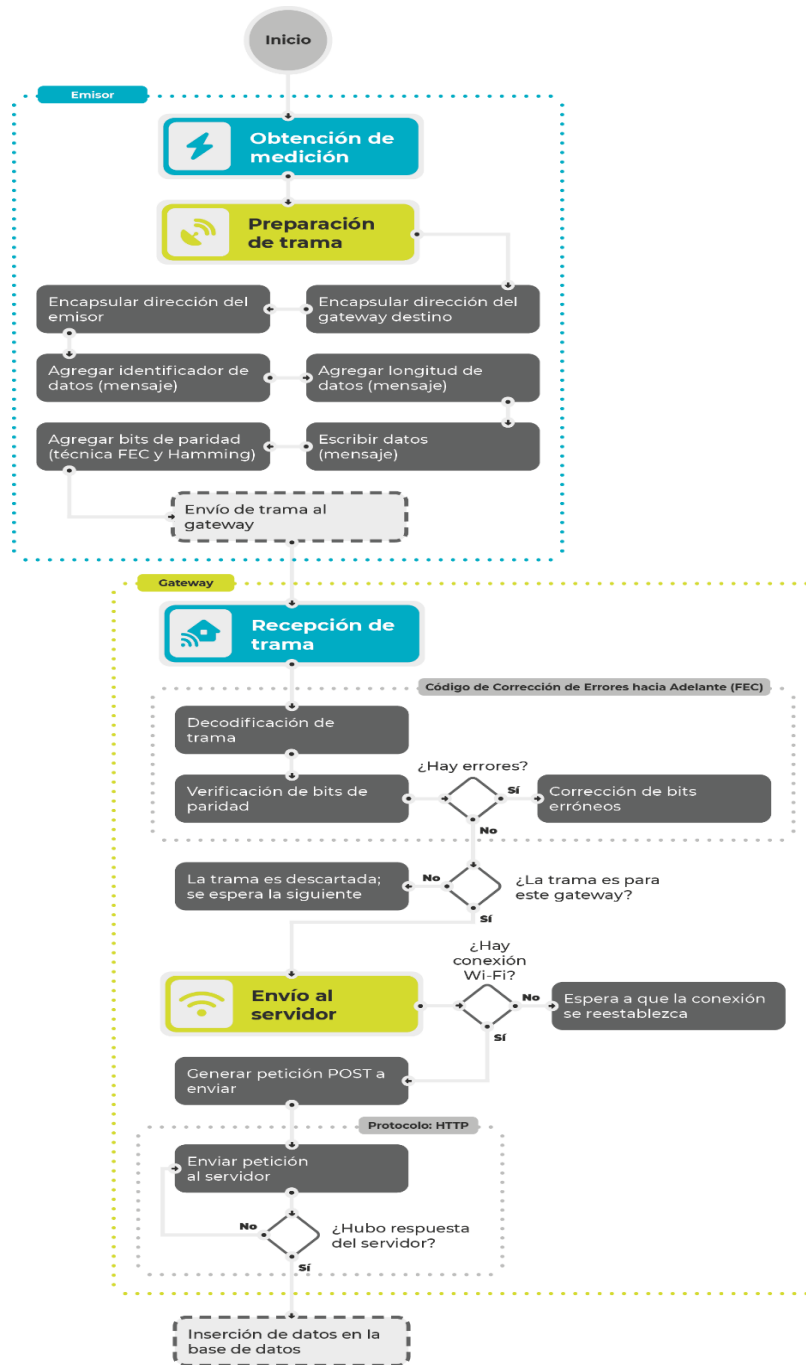 Inicio
Emisor
Obtención de
medición
Preparación
de trama
Encapsular dirección del
emisor
Encapsular dirección del
gateway destino
Agregar identificador de
datos (mensaje)
Agregar longitud de
datos (mensaje)
Agregar bits de paridad
(técnica FEC y Hamming)
Escribir datos
(mensaje)
Envío de trama al
gateway
Gateway
Recepción de
trama
Código de Corrección de Errores hacia Adelante (FEC)
Decodificación de
trama
¿Hay errores?
Verificación de bits de
paridad
Sí
Corrección de bits
erróneos
No
La trama es descartada;
se espera la siguiente
No
¿La trama es para
este gateway?
Sí
¿Hay
conexión
Wi-Fi?
Envío al
servidor
No
Espera a que la conexión
se reestablezca
Sí
Generar petición POST a
enviar
Protocolo: HTTP
Enviar petición
al servidor
No
¿Hubo respuesta
del servidor?
Sí
Inserción de datos en la
base de datos